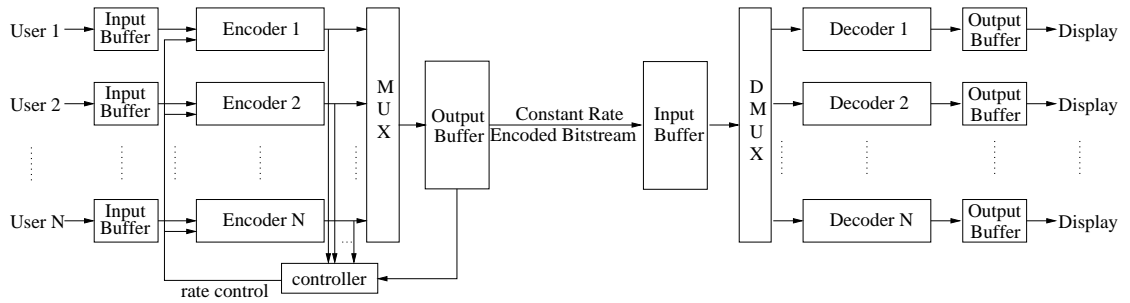 User 1
Input
Buffer
Encoder 1
User 2
Input
Buffer
Encoder 2
User N
Input
Buffer
Encoder N
M
U
X
Output
Buffer
controller
rate control
Constant Rate
Encoded Bitstream
Input
Buffer
D
M
U
X
Decoder 1
Output
Buffer
Display
Decoder 2
Output
Buffer
Display
Decoder N
Output
Buffer
Display